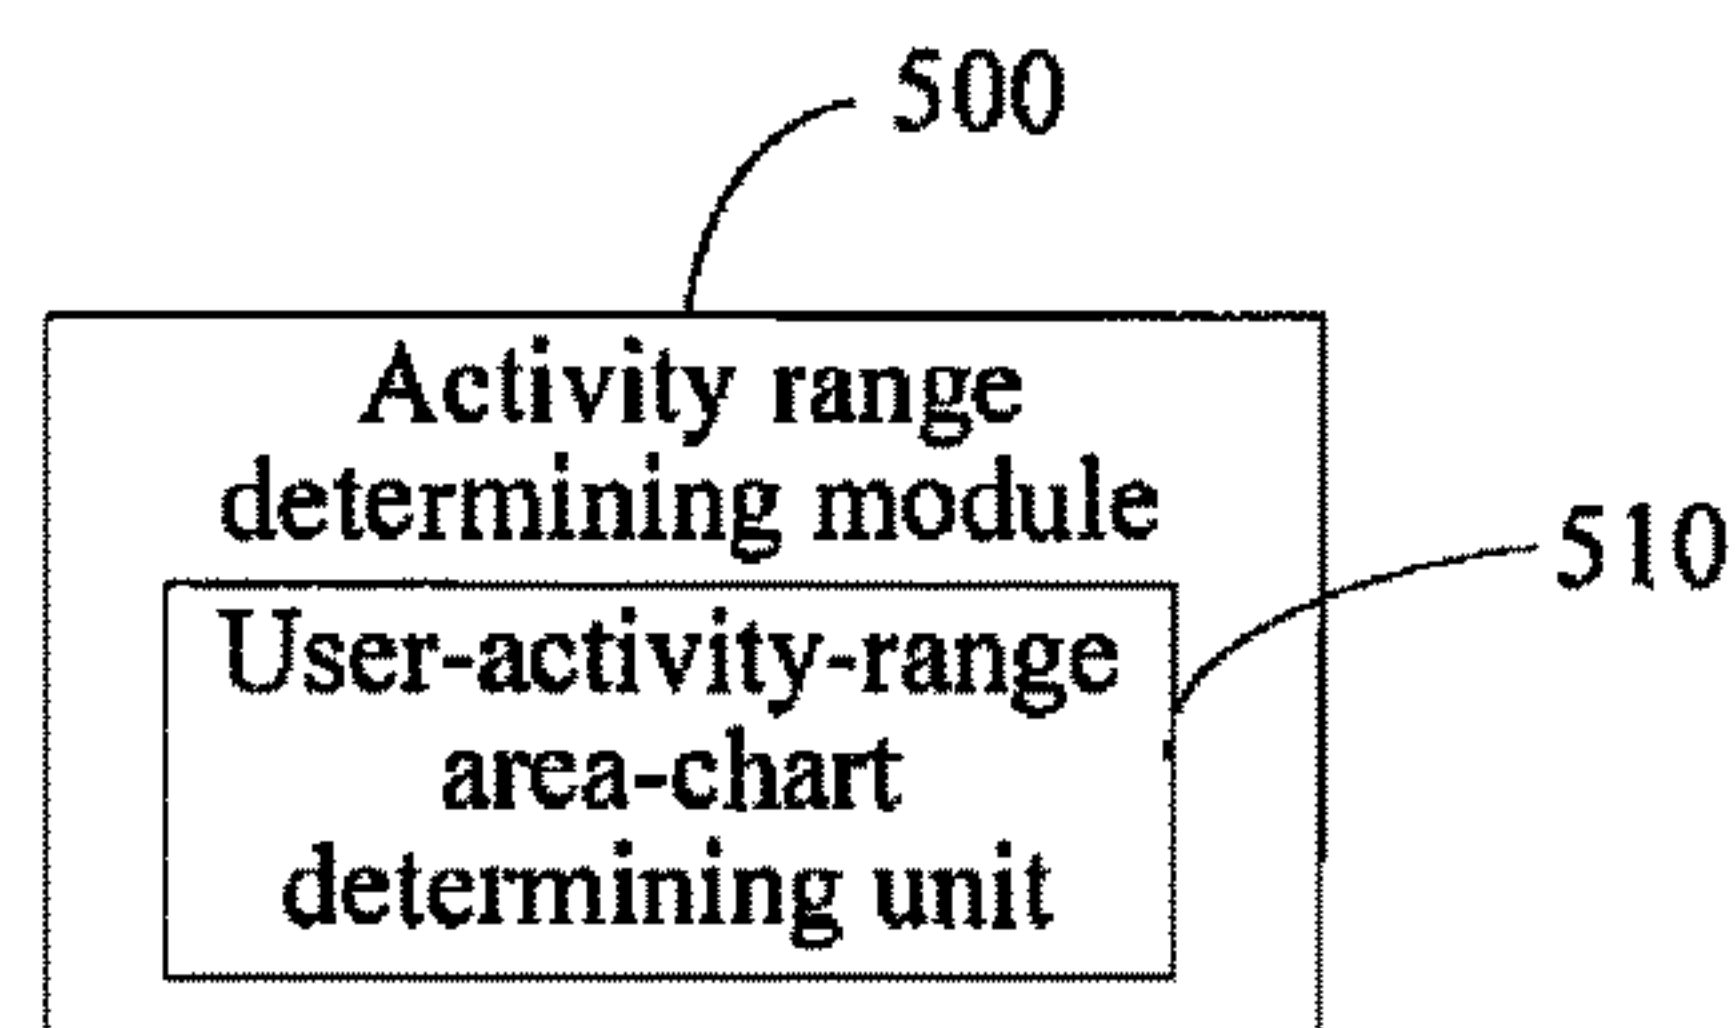 500
Activity range
determining module
510
User-activity-range
area-chart
determining unit